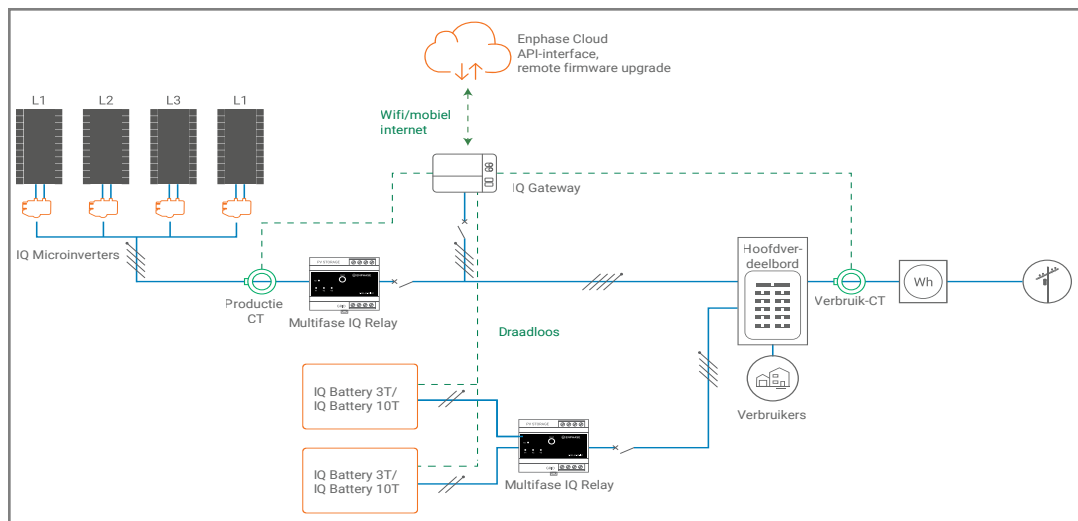 Enphase Cloud
API-interface,
remote firmware upgrade
L1
L2
L3
L1
Wifi/mobiel
internet
IQ Gateway
IQ Microinverters
Hoofdver-
deelbord
Wh
Productie
CT
Multifase IQ Relay
Verbruik-CT
Draadloos
Verbruikers
IQ Battery 3T/
IQ Battery 10T
IQ Battery 3T/
IQ Battery 10T
Multifase IQ Relay